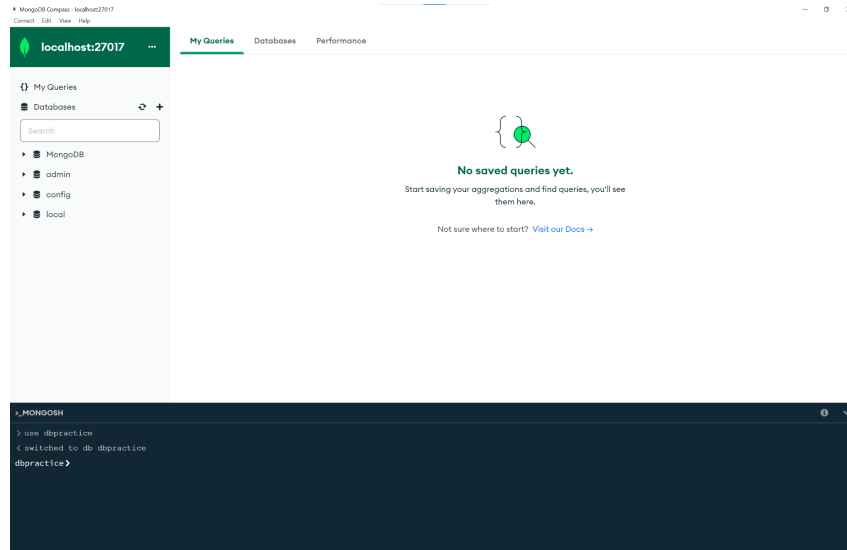 MongoDB Compass - localhost:27017
Connect Edit View Help
localhost:27017 ...
My Queries Databases Performance
{} My Queries
Databases
Search
MongoDB
admin
config
local
No saved queries yet.
Start saving your aggregations and find queries, you'll see
them here.
Not sure where to start? Visit our Docs →
>_MONGOSH
> use dbpractice
< switched to db dbpractice
dbpractice>